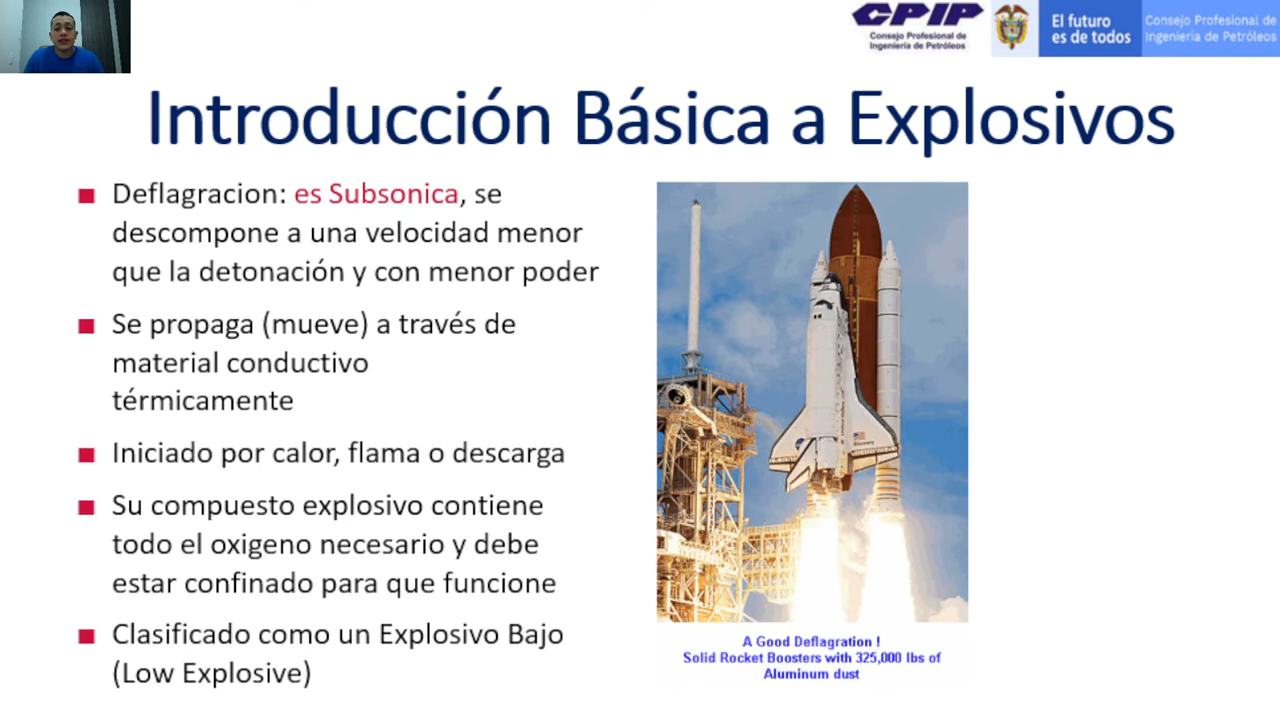 CPIP
Consejo Profesional de
Ingeniería de Petróleos
El futuro
es de todos
Consejo Profesional de
Ingeniería de Petróleos
Introducción Básica a Explosivos
Deflagracion: es Subsonica, se
descompone a una velocidad menor
que la detonación y con menor poder
Se propaga (mueve) a través de
material conductivo
térmicamente
Iniciado por calor, flama o descarga
Su compuesto explosivo contiene
todo el oxigeno necesario y debe
estar confinado para que funcione
Clasificado como un Explosivo Bajo
(Low Explosive)
A Good Deflagration !
Solid Rocket Boosters with 325,000 lbs of
Aluminum dust